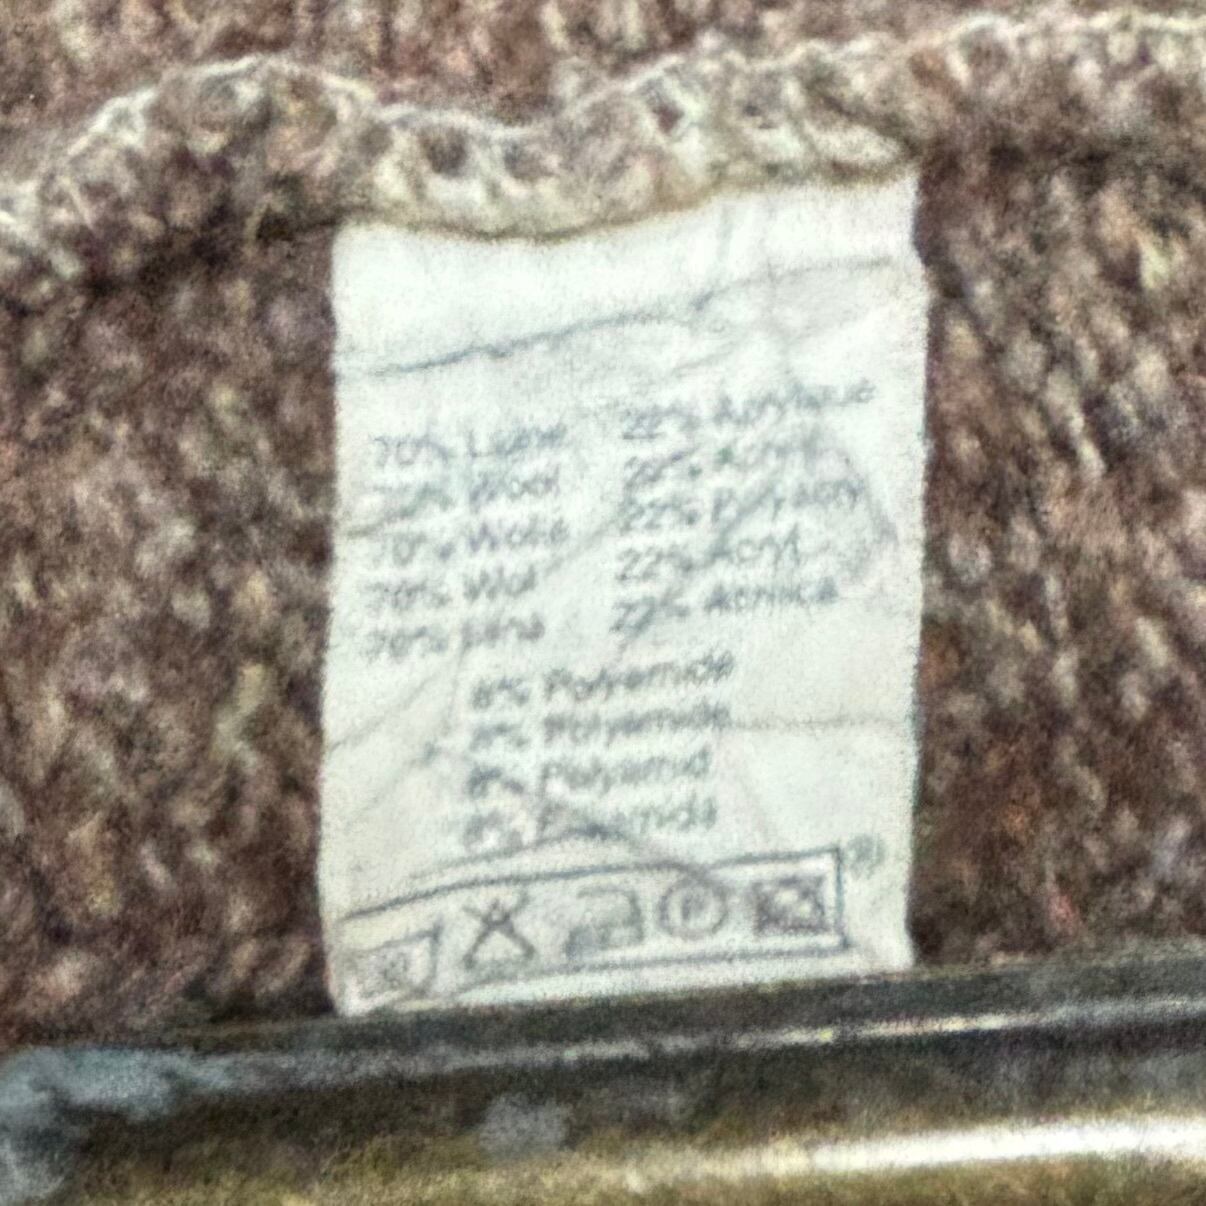 70% Laine 22% Acrylique
70% Wool 22% Acrylic
70% Wolle 22% Polyacryl
70% Wol 22% Acryl
70% Lana 22% Acrilica
8% Polyamide
8% Polyamide
8% Polyamid
8% Poliamida
P